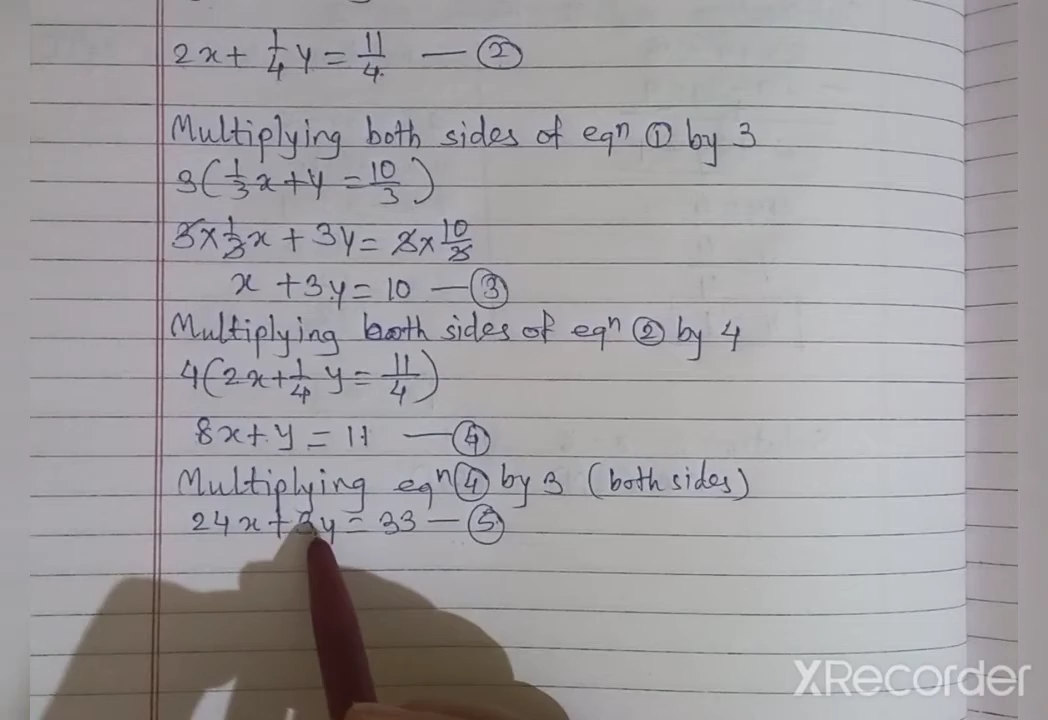 2x + 1/4 y = 11/4 — ②
Multiplying both sides of eqⁿ ① by 3
3(1/3 x + y = 10/3)
3 × 1/3 x + 3y = 3 × 10/3
x + 3y = 10 — ③
Multiplying both sides of eqⁿ ② by 4
4(2x + 1/4 y = 11/4)
8x + y = 11 — ④
Multiplying eqⁿ ④ by 3 (both sides)
24x + 3y = 33 — ⑤
XRecorder